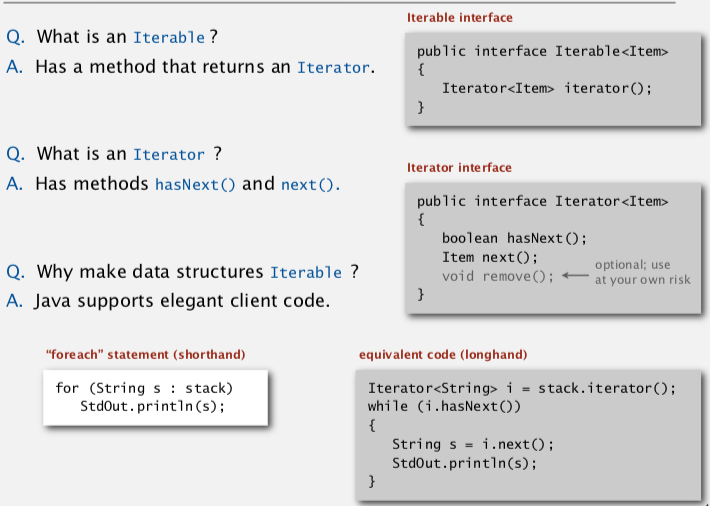 Q. What is an Iterable ?
A. Has a method that returns an Iterator.
Iterable interface
public interface Iterable<Item>
{
Iterator<Item> iterator();
}
Q. What is an Iterator ?
A. Has methods hasNext() and next().
Iterator interface
public interface Iterator<Item>
{
boolean hasNext();
Item next();
void remove();
optional; use
at your own risk
}
Q. Why make data structures Iterable ?
A. Java supports elegant client code.
“foreach” statement (shorthand)
for (String s : stack)
StdOut.println(s);
equivalent code (longhand)
Iterator<String> i = stack.iterator();
while (i.hasNext())
{
String s = i.next();
StdOut.println(s);
}